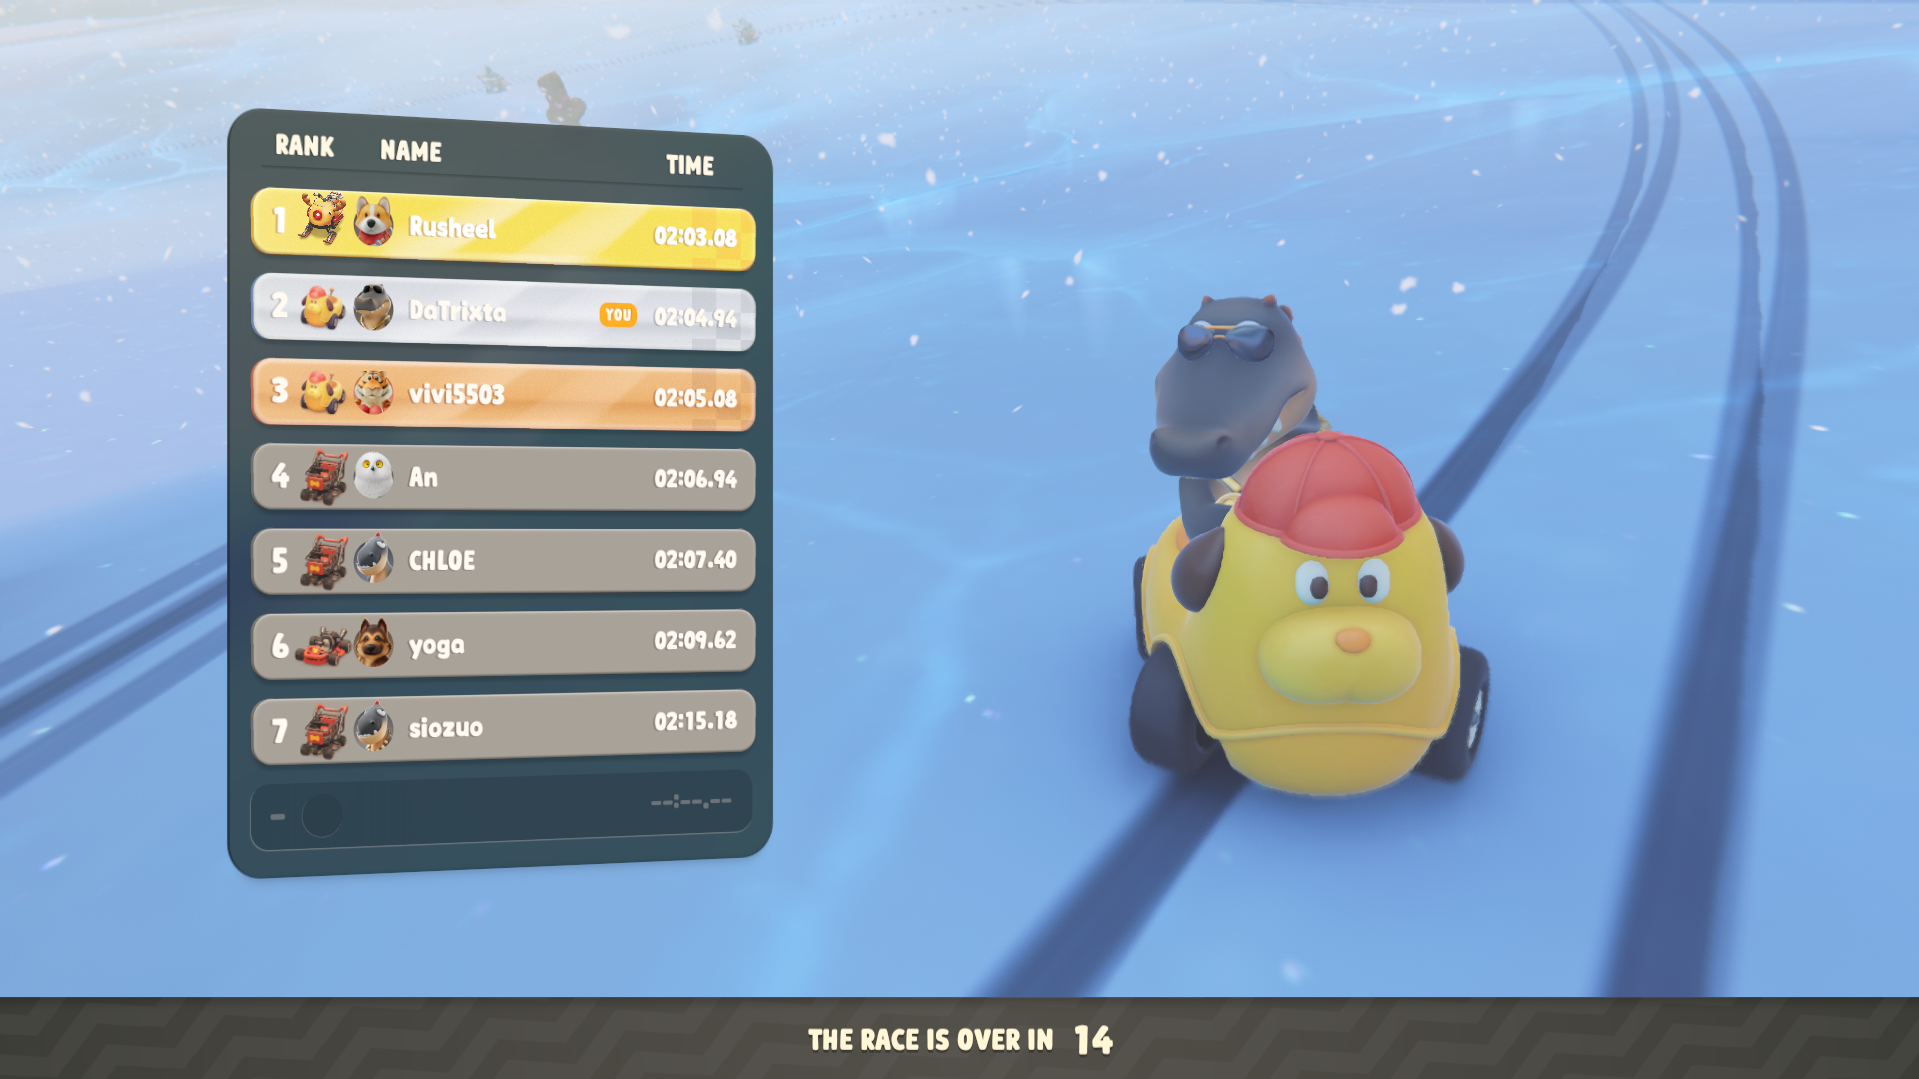 RANK NAME TIME
1 Rusheel 02:03.08
2 DaTrixta YOU 02:04.94
3 vivi5503 02:05.08
4 An 02:06.94
5 CHLOE 02:07.40
6 yoga 02:09.62
7 siozuo 02:15.18
- --:--.--
THE RACE IS OVER IN 14